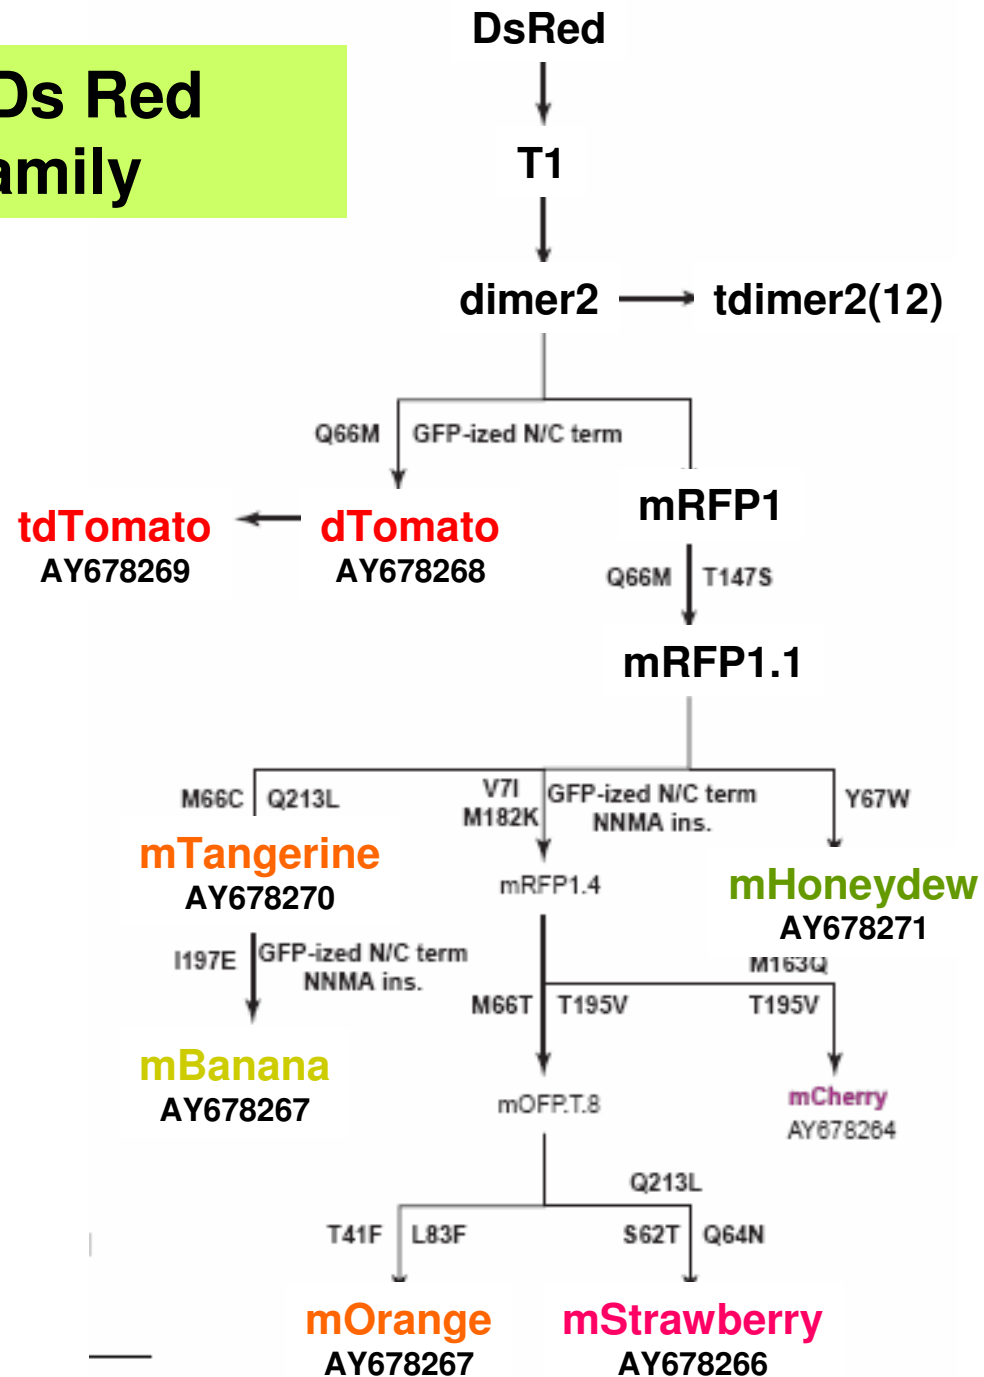 DsRed
Ds Red
amily
T1
dimer2
tdimer2(12)
Q66M
GFP-ized N/C term
tdTomato
AY678269
dTomato
AY678268
mRFP1
Q66M
T147S
mRFP1.1
M66C
Q213L
V7I
M182K
GFP-ized N/C term
NNMA ins.
Y67W
mTangerine
AY678270
mRFP1.4
mHoneydew
AY678271
I197E
GFP-ized N/C term
NNMA ins.
M163Q
M66T
T195V
T195V
mBanana
AY678267
mOFP.T.8
mCherry
AY678264
Q213L
T41F
L83F
S62T
Q64N
mOrange
AY678267
mStrawberry
AY678266